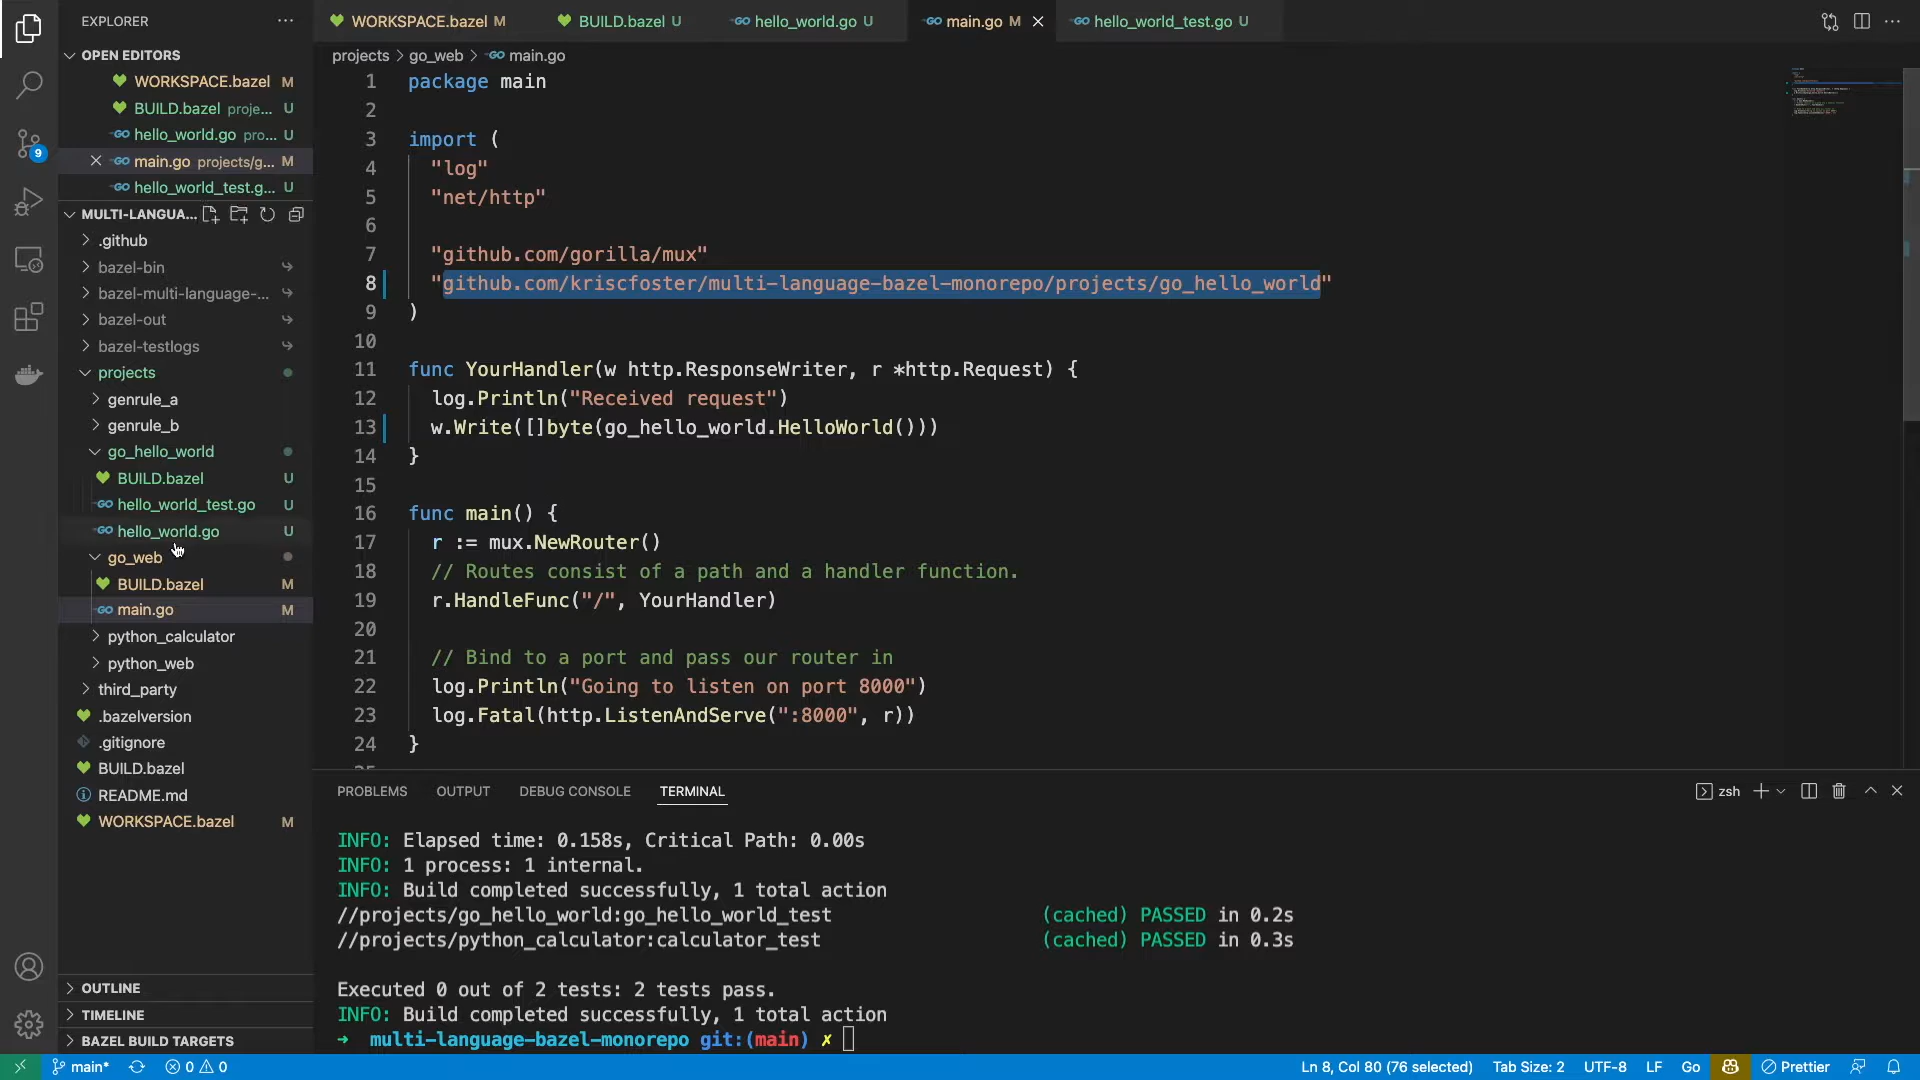 EXPLORER
OPEN EDITORS
WORKSPACE.bazel M
BUILD.bazel proje... U
hello_world.go pro... U
main.go projects/g... M
hello_world_test.g... U
MULTI-LANGUA...
.github
bazel-bin
bazel-multi-language-...
bazel-out
bazel-testlogs
projects
genrule_a
genrule_b
go_hello_world
BUILD.bazel U
hello_world_test.go U
hello_world.go U
go_web
BUILD.bazel M
main.go M
python_calculator
python_web
third_party
.bazelversion
.gitignore
BUILD.bazel
README.md
WORKSPACE.bazel M
OUTLINE
TIMELINE
BAZEL BUILD TARGETS
9
WORKSPACE.bazel M BUILD.bazel U hello_world.go U main.go M hello_world_test.go U
projects > go_web > main.go
1 package main
2
3 import (
4 "log"
5 "net/http"
6
7 "github.com/gorilla/mux"
8 "github.com/kriscfoster/multi-language-bazel-monorepo/projects/go_hello_world"
9 )
10
11 func YourHandler(w http.ResponseWriter, r *http.Request) {
12 log.Println("Received request")
13 w.Write([]byte(go_hello_world.HelloWorld()))
14 }
15
16 func main() {
17 r := mux.NewRouter()
18 // Routes consist of a path and a handler function.
19 r.HandleFunc("/", YourHandler)
20
21 // Bind to a port and pass our router in
22 log.Println("Going to listen on port 8000")
23 log.Fatal(http.ListenAndServe(":8000", r))
24 }
PROBLEMS OUTPUT DEBUG CONSOLE TERMINAL zsh
INFO: Elapsed time: 0.158s, Critical Path: 0.00s
INFO: 1 process: 1 internal.
INFO: Build completed successfully, 1 total action
//projects/go_hello_world:go_hello_world_test (cached) PASSED in 0.2s
//projects/python_calculator:calculator_test (cached) PASSED in 0.3s
Executed 0 out of 2 tests: 2 tests pass.
INFO: Build completed successfully, 1 total action
➜ multi-language-bazel-monorepo git:(main) ✗
main* 0 0 Ln 8, Col 80 (76 selected) Tab Size: 2 UTF-8 LF Go Prettier